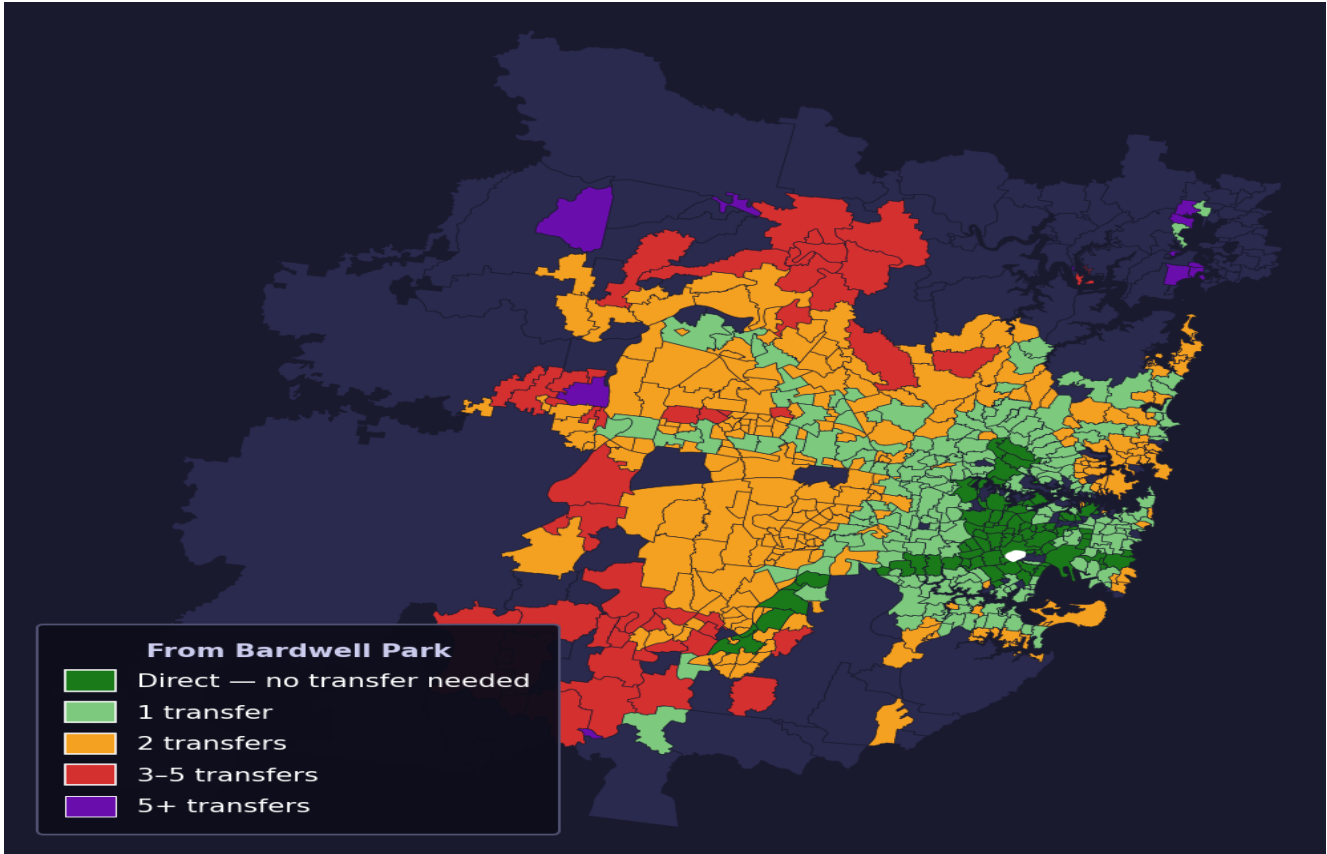 From Bardwell Park
Direct — no transfer needed
1 transfer
2 transfers
3–5 transfers
5+ transfers